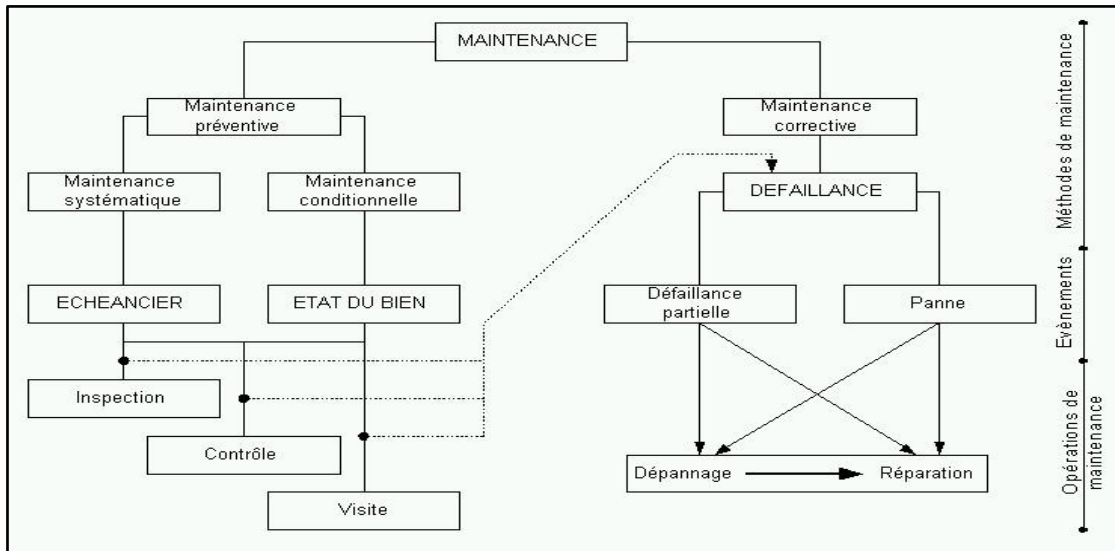 MAINTENANCE
Maintenance
préventive
Maintenance
corrective
Maintenance
systématique
Maintenance
conditionnelle
DEFAILLANCE
ECHEANCIER
ETAT DU BIEN
Défaillance
partielle
Panne
Inspection
Contrôle
Visite
Dépannage
Réparation
Méthodes de maintenance
Evènements
Opérations de
maintenance